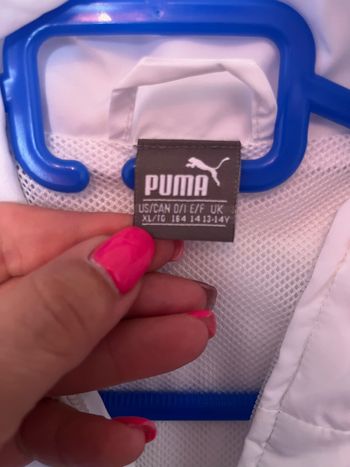 PUMA
US/CAN D/I E/F UK
XL/TG 164 14 13-14Y